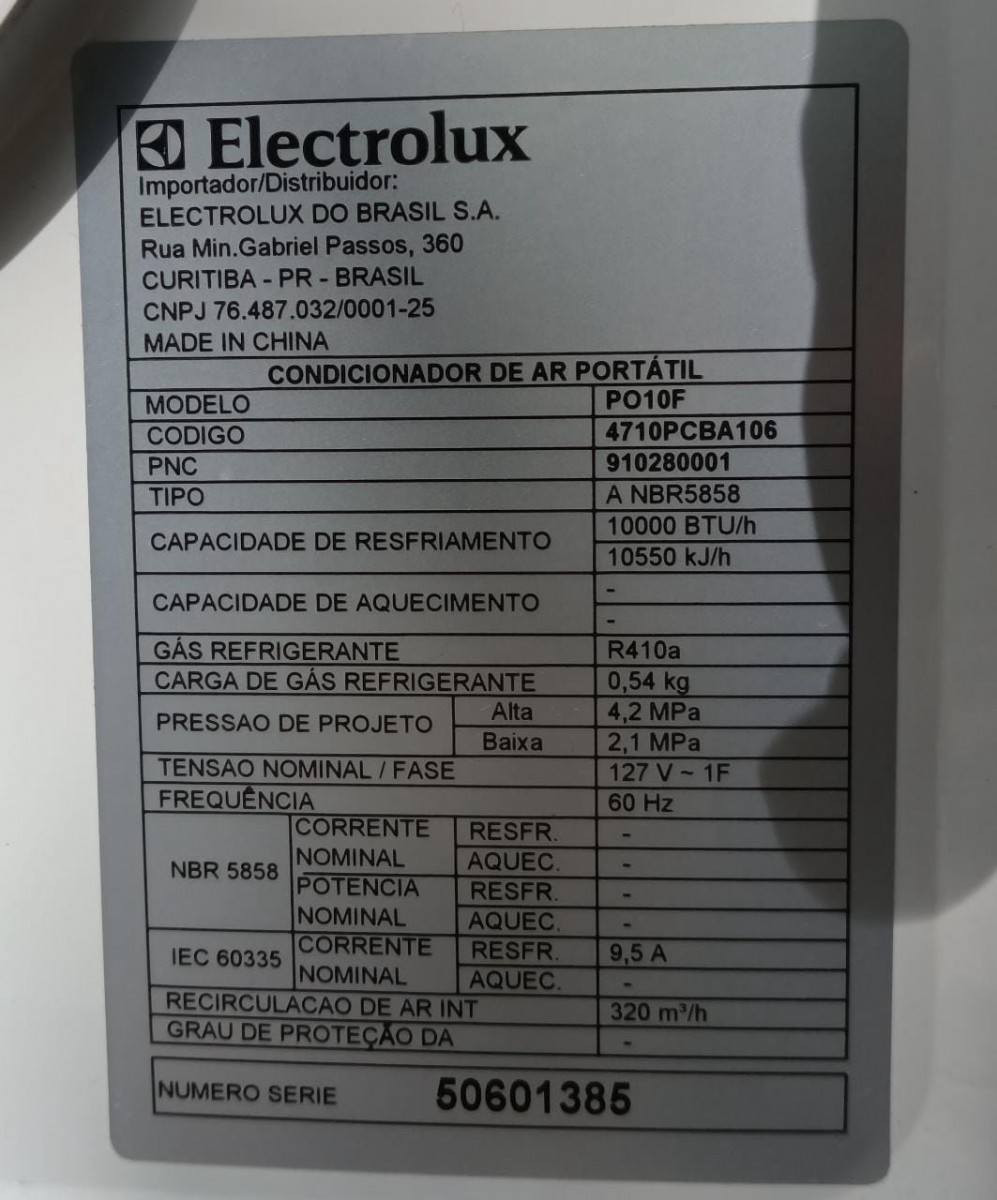 Electrolux
Importador/Distribuidor:
ELECTROLUX DO BRASIL S.A.
Rua Min.Gabriel Passos, 360
CURITIBA - PR - BRASIL
CNPJ 76.487.032/0001-25
MADE IN CHINA
CONDICIONADOR DE AR PORTÁTIL
MODELO PO10F
CODIGO 4710PCBA106
PNC 910280001
TIPO A NBR5858
CAPACIDADE DE RESFRIAMENTO 10000 BTU/h
10550 kJ/h
CAPACIDADE DE AQUECIMENTO -
-
GÁS REFRIGERANTE R410a
CARGA DE GÁS REFRIGERANTE 0,54 kg
PRESSAO DE PROJETO Alta 4,2 MPa
Baixa 2,1 MPa
TENSAO NOMINAL / FASE 127 V ~ 1F
FREQUÊNCIA 60 Hz
NBR 5858 CORRENTE RESFR. -
NOMINAL AQUEC. -
POTENCIA RESFR. -
NOMINAL AQUEC. -
IEC 60335 CORRENTE RESFR. 9,5 A
NOMINAL AQUEC. -
RECIRCULACAO DE AR INT 320 m³/h
GRAU DE PROTEÇÃO DA -
NUMERO SERIE 50601385